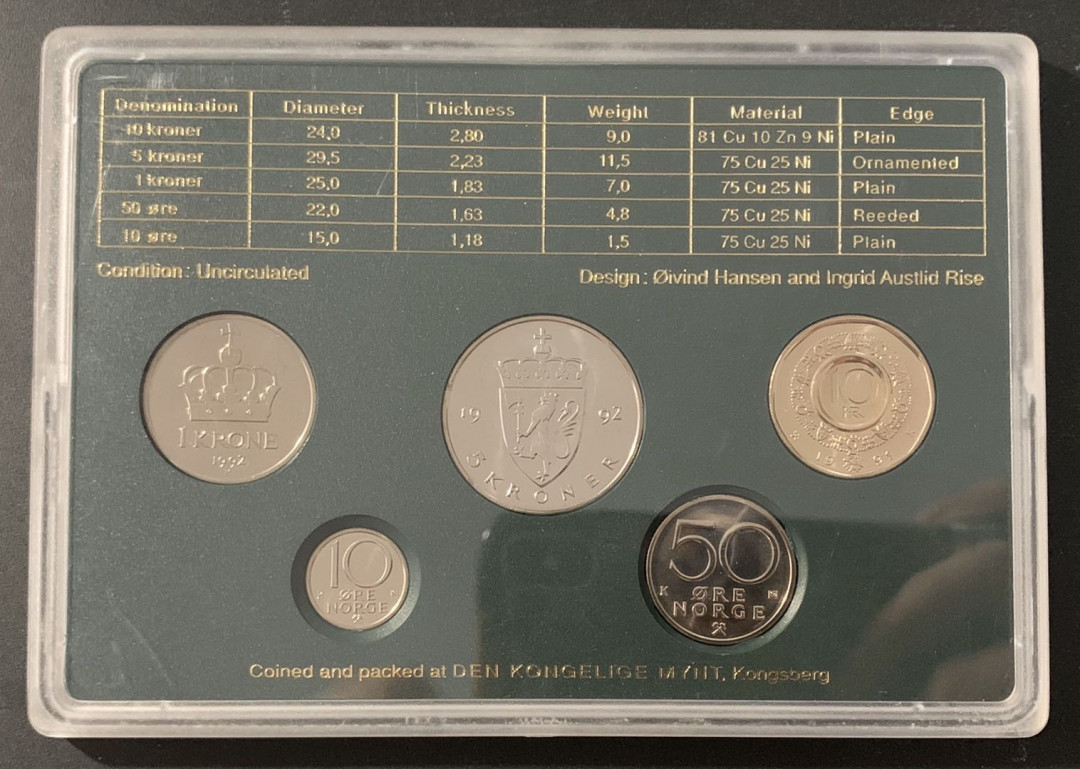 Denomination Diameter Thickness Weight Material Edge
10 kroner 24,0 2,80 9,0 81 Cu 10 Zn 9 Ni Plain
5 kroner 29,5 2,23 11,5 75 Cu 25 Ni Ornamented
1 kroner 25,0 1,83 7,0 75 Cu 25 Ni Plain
50 øre 22,0 1,63 4,8 75 Cu 25 Ni Reeded
10 øre 15,0 1,18 1,5 75 Cu 25 Ni Plain
Condition: Uncirculated
Design: Øivind Hansen and Ingrid Austlid Rise
1 KRONE
1992
19 92
5 KRONER
10
KR.
10
ØRE
NORGE
50
K
ØRE
NORGE
Coined and packed at DEN KONGELIGE MYNT, Kongsberg